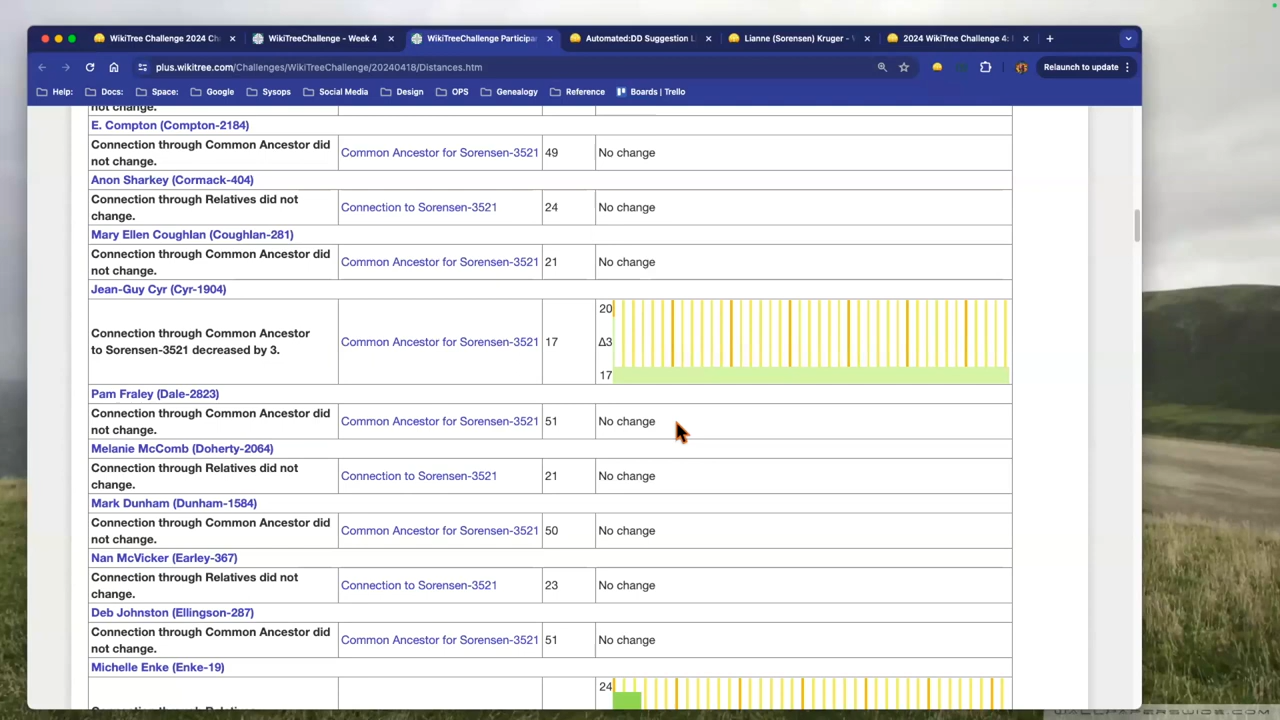 WikiTree Challenge 2024 Ch
WikiTreeChallenge - Week 4
WikiTreeChallenge Participa
Automated:DD Suggestion L
Lianne (Sorensen) Kruger - W
2024 WikiTree Challenge 4:
plus.wikitree.org/Challenges/WikiTreeChallenge/20240418/Distances.htm
Relaunch to update
Help:
Docs:
Space:
Google
Sysops
Social Media
Design
OPS
Genealogy
Reference
Boards | Trello
not change.
E. Compton (Compton-2184)
Connection through Common Ancestor did
not change.
Common Ancestor for Sorensen-3521
49
No change
Anon Sharkey (Cormack-404)
Connection through Relatives did not
change.
Connection to Sorensen-3521
24
No change
Mary Ellen Coughlan (Coughlan-281)
Connection through Common Ancestor did
not change.
Common Ancestor for Sorensen-3521
21
No change
Jean-Guy Cyr (Cyr-1904)
Connection through Common Ancestor
to Sorensen-3521 decreased by 3.
Common Ancestor for Sorensen-3521
17
20
Δ3
17
Pam Fraley (Dale-2823)
Connection through Common Ancestor did
not change.
Common Ancestor for Sorensen-3521
51
No change
Melanie McComb (Doherty-2064)
Connection through Relatives did not
change.
Connection to Sorensen-3521
21
No change
Mark Dunham (Dunham-1584)
Connection through Common Ancestor did
not change.
Common Ancestor for Sorensen-3521
50
No change
Nan McVicker (Earley-367)
Connection through Relatives did not
change.
Connection to Sorensen-3521
23
No change
Deb Johnston (Ellingson-287)
Connection through Common Ancestor did
not change.
Common Ancestor for Sorensen-3521
51
No change
Michelle Enke (Enke-19)
24